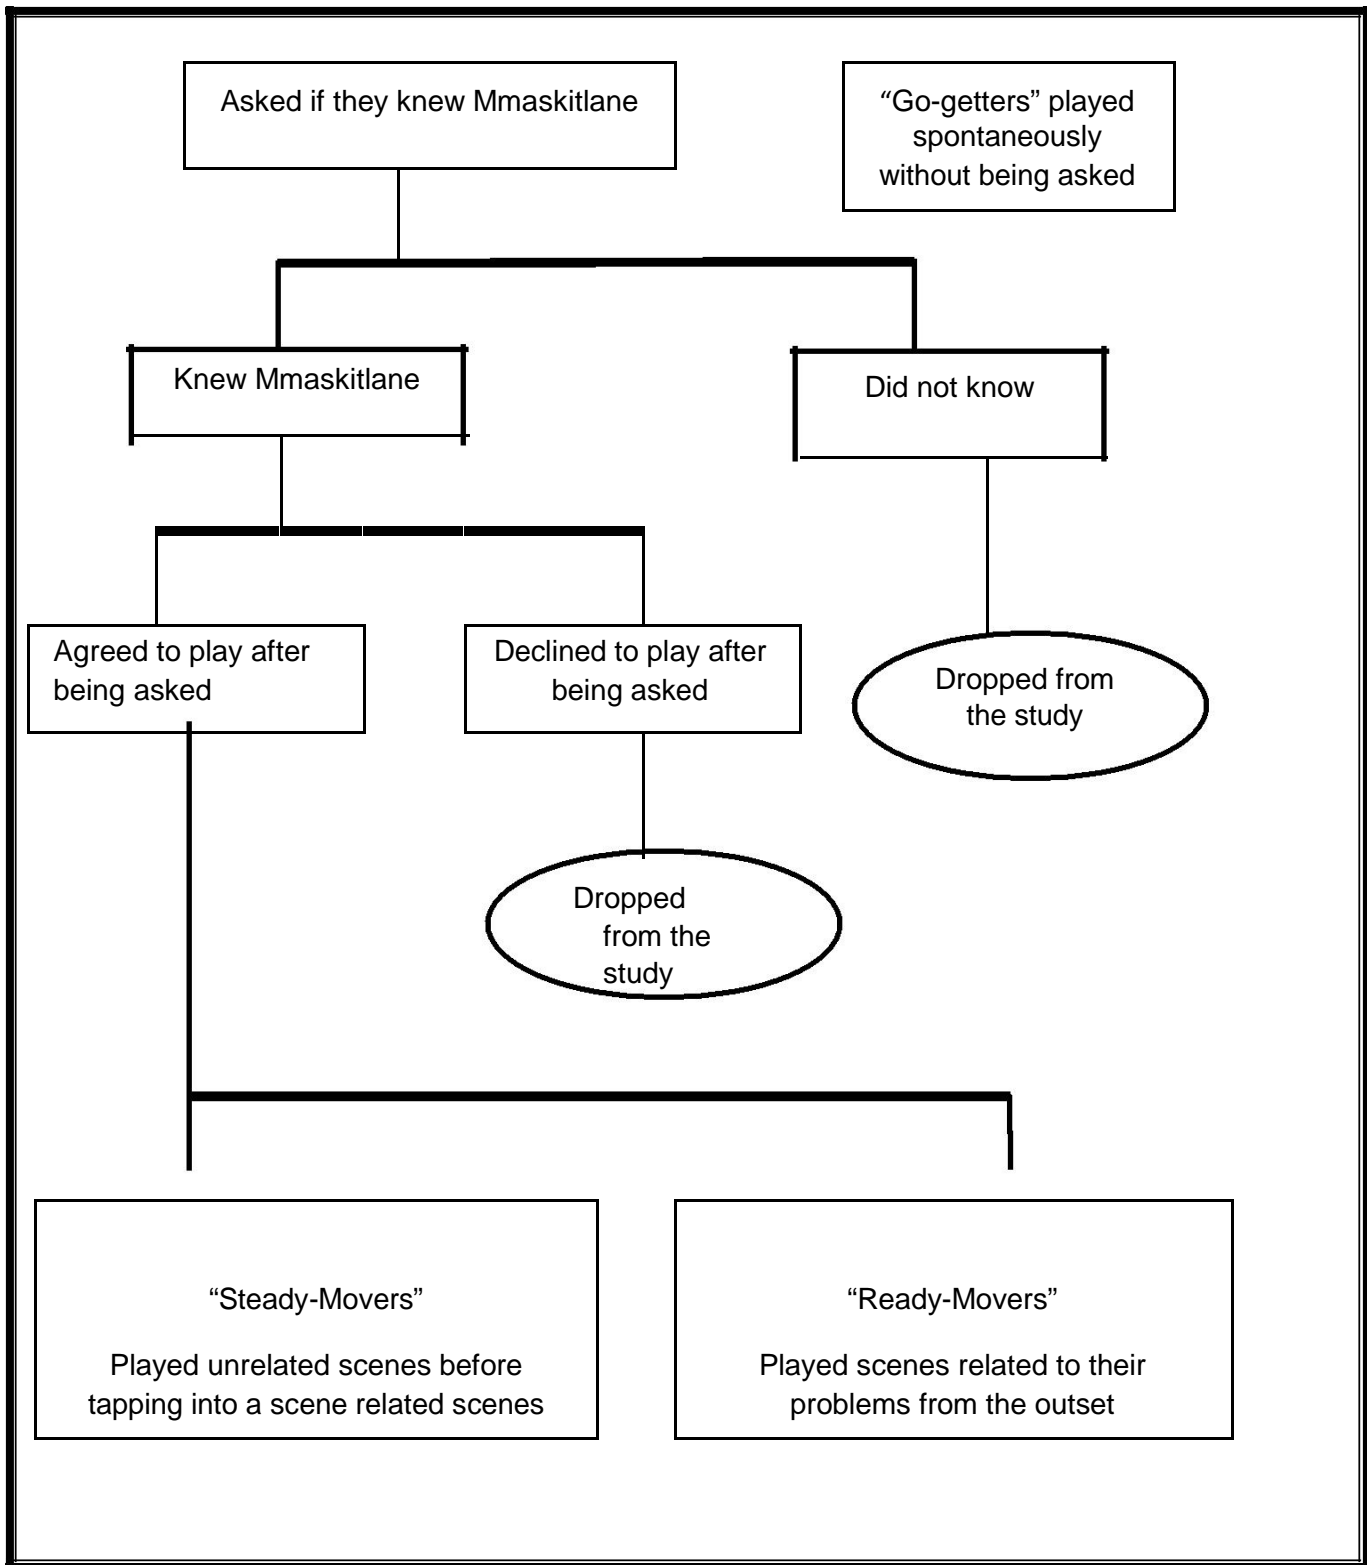 Asked if they knew Mmaskitlane
“Go-getters” played
spontaneously
without being asked
Knew Mmaskitlane
Did not know
Agreed to play after
being asked
Declined to play after
being asked
Dropped from
the study
Dropped
from the
study
“Steady-Movers”
Played unrelated scenes before
tapping into a scene related scenes
“Ready-Movers”
Played scenes related to their
problems from the outset